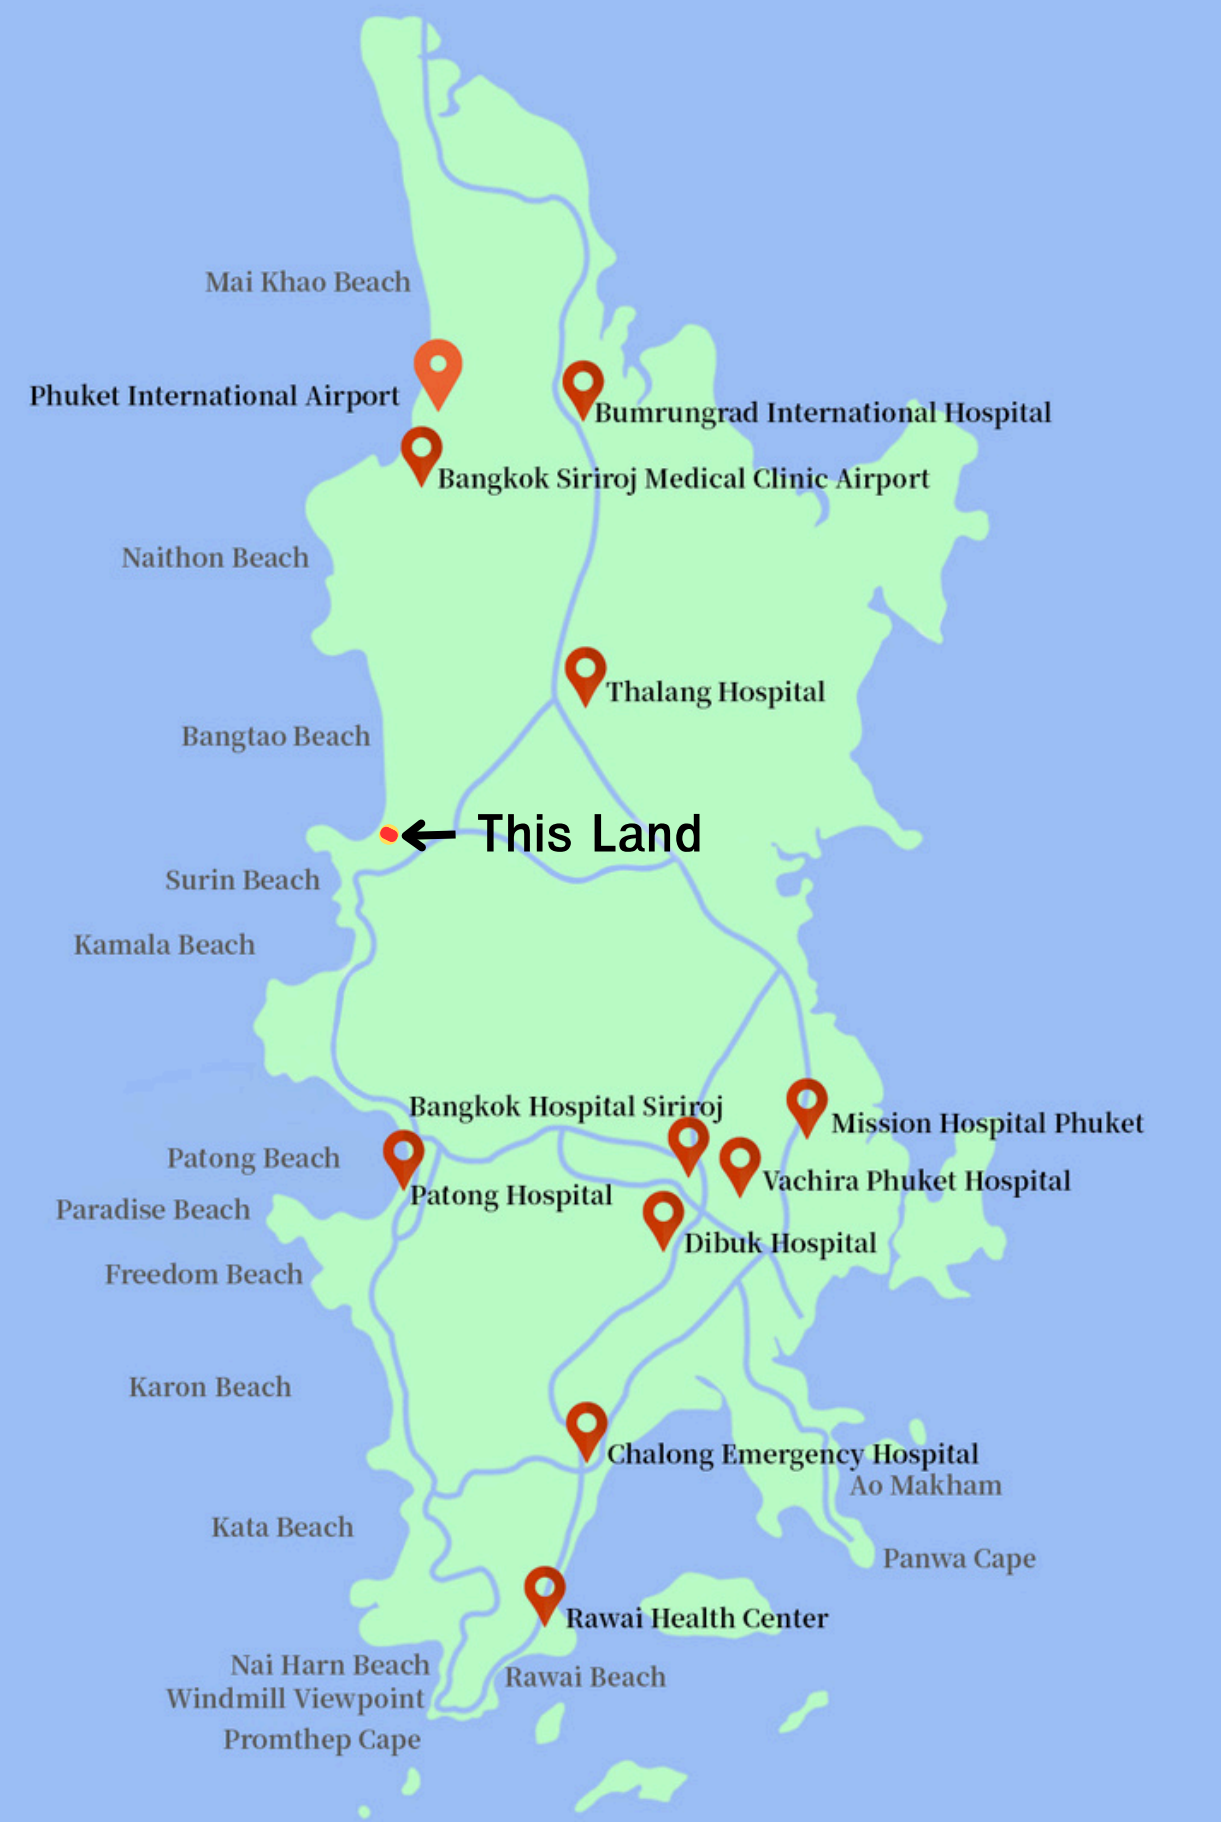 Mai Khao Beach
Phuket International Airport
Bumrungrad International Hospital
Bangkok Siriroj Medical Clinic Airport
Naithon Beach
Thalang Hospital
Bangtao Beach
This Land
Surin Beach
Kamala Beach
Bangkok Hospital Siriroj
Mission Hospital Phuket
Patong Beach
Vachira Phuket Hospital
Patong Hospital
Paradise Beach
Dibuk Hospital
Freedom Beach
Karon Beach
Chalong Emergency Hospital
Ao Makham
Kata Beach
Panwa Cape
Rawai Health Center
Nai Harn Beach
Rawai Beach
Windmill Viewpoint
Promthep Cape